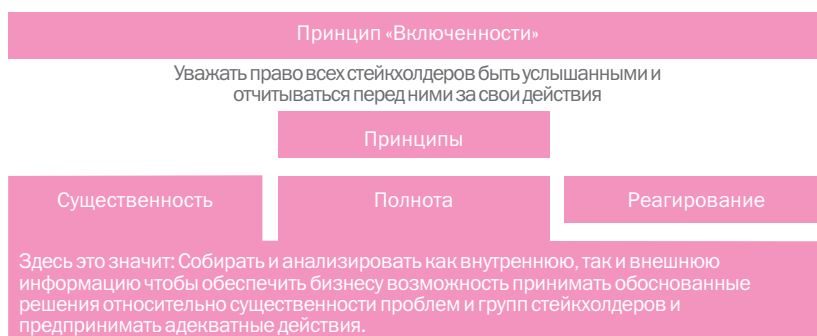 Принцип «Включенности»
Уважать право всех стейкхолдеров быть услышанными и
отчитываться перед ними за свои действия
Принципы
Существенность
Полнота
Реагирование
Здесь это значит: Собирать и анализировать как внутреннюю, так и внешнюю
информацию чтобы обеспечить бизнесу возможность принимать обоснованные
решения относительно существенности проблем и групп стейкхолдеров и
предпринимать адекватные действия.